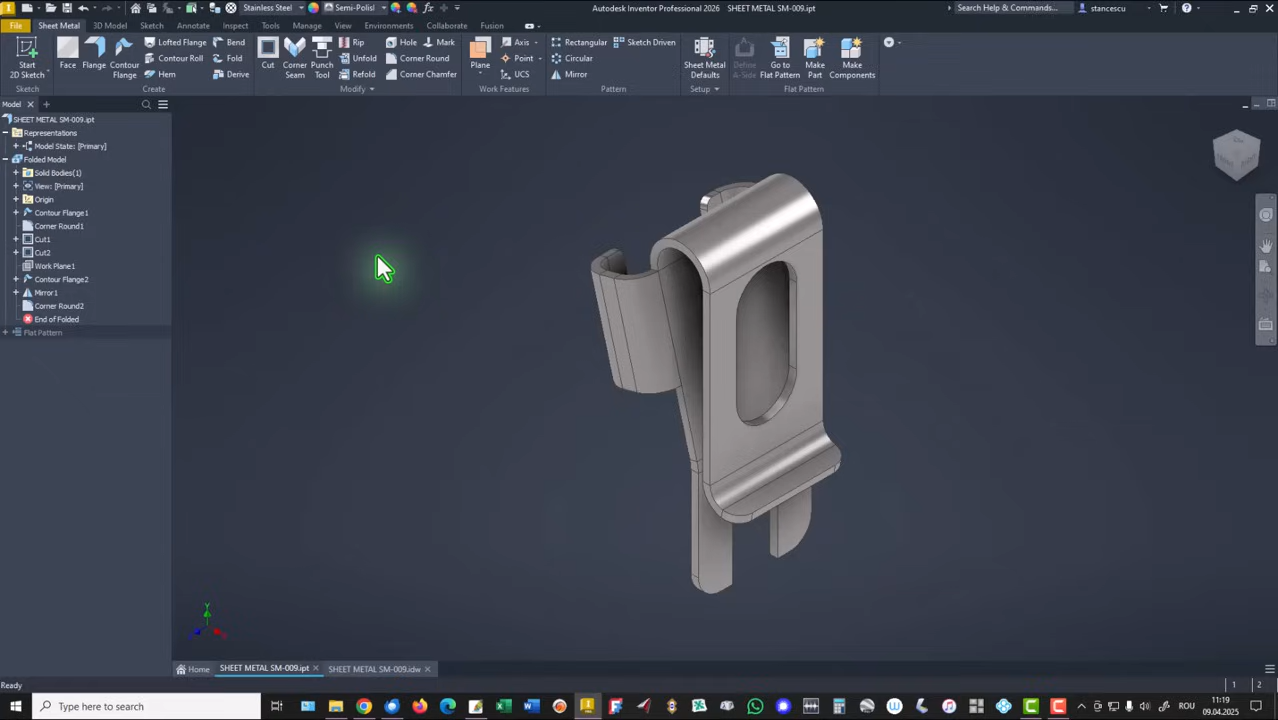 Stainless Steel
Semi-Polisl
Autodesk Inventor Professional 2026
SHEET METAL SM-009.ipt
Search Help & Commands...
stancescu
File
Sheet Metal
3D Model
Sketch
Annotate
Inspect
Tools
Manage
View
Environments
Collaborate
Fusion
Start
2D Sketch
Face
Flange
Contour
Flange
Lofted Flange
Contour Roll
Hem
Bend
Fold
Derive
Cut
Corner
Seam
Punch
Tool
Rip
Unfold
Refold
Hole
Mark
Corner Round
Corner Chamfer
Plane
Axis
Point
UCS
Rectangular
Circular
Mirror
Sketch Driven
Sheet Metal
Defaults
Define
A-Side
Go to
Flat Pattern
Make
Part
Make
Components
Sketch
Create
Modify
Work Features
Pattern
Setup
Flat Pattern
Model
SHEET METAL SM-009.ipt
Representations
Model State: [Primary]
Folded Model
Solid Bodies(1)
View: [Primary]
Origin
Contour Flange1
Corner Round1
Cut1
Cut2
Work Plane1
Contour Flange2
Mirror1
Corner Round2
End of Folded
Flat Pattern
Y
Home
SHEET METAL SM-009.ipt
SHEET METAL SM-009.idw
Ready
1
2
Type here to search
ROU
11:19
09.04.2025